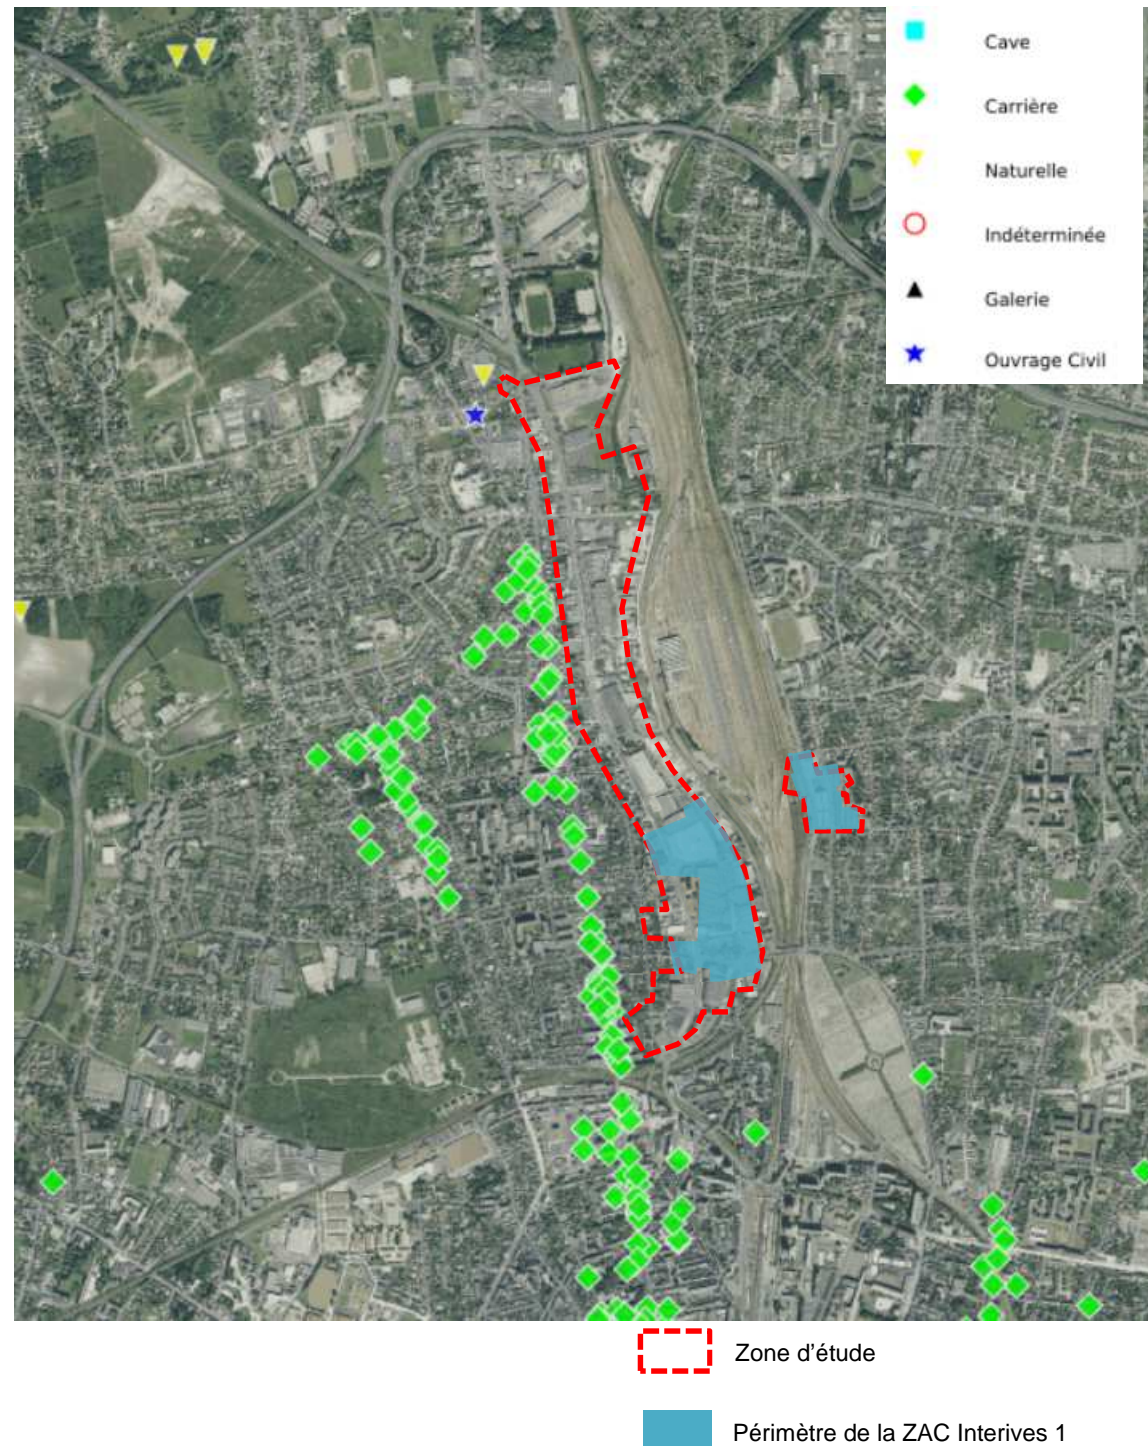 Cave
Carrière
Naturelle
Indéterminée
Galerie
Ouvrage Civil
Zone d'étude
Périmètre de la ZAC Interives 1